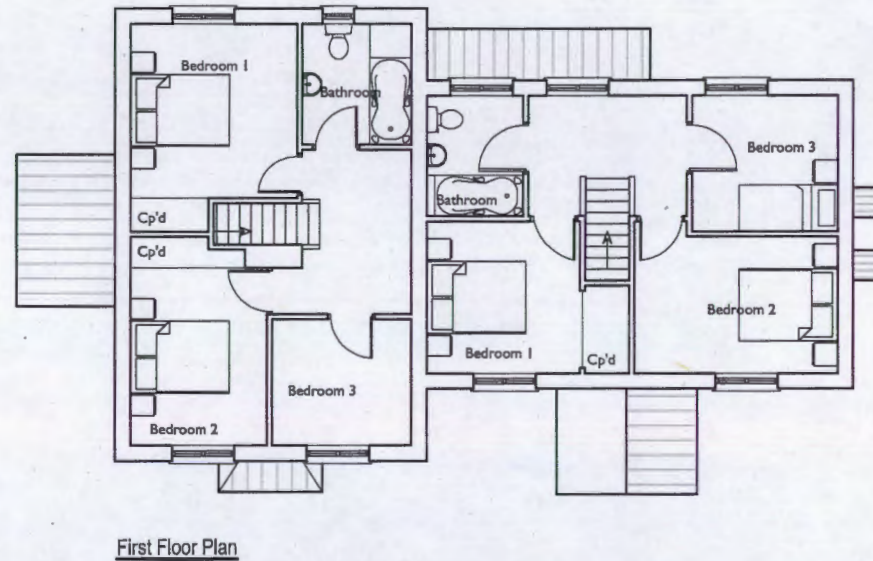 Bedroom 1
Bathroom
Cp'd
Cp'd
Bedroom 2
Bedroom 3
Bathroom
Bedroom 3
Bedroom 1
Cp'd
Bedroom 2
First Floor Plan